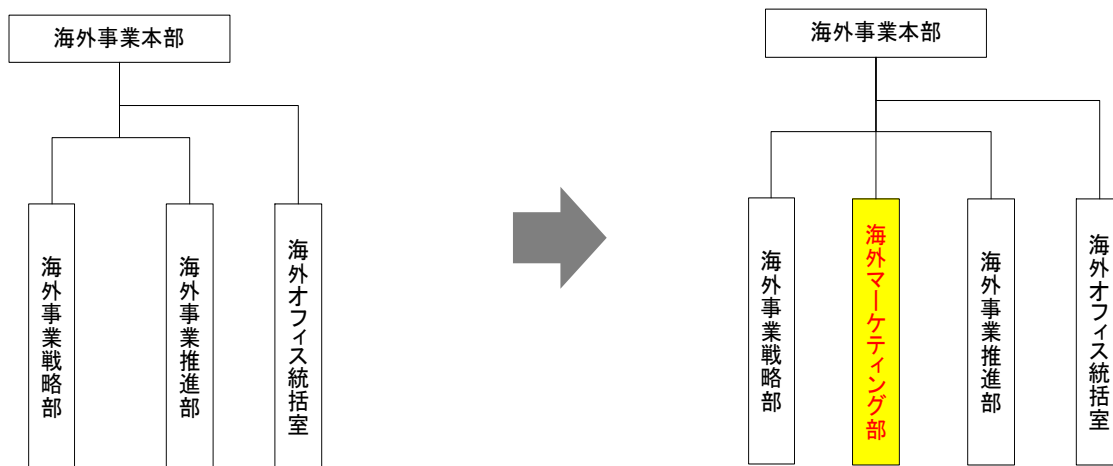 海外事業本部
海外事業戦略部
海外事業推進部
海外オフィス統括室
海外事業本部
海外事業戦略部
海外マーケティング部
海外事業推進部
海外オフィス統括室